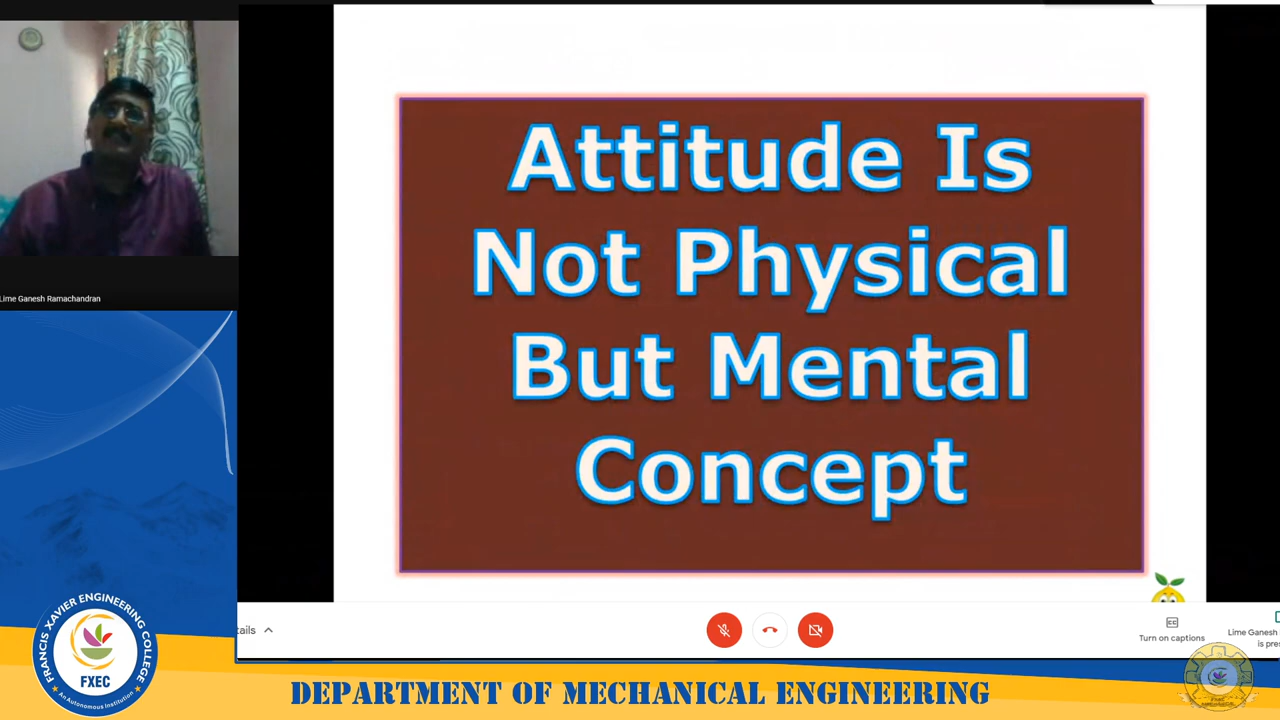 Attitude Is
Not Physical
But Mental
Concept
Lime Ganesh Ramachandran
tails
Turn on captions
Lime Ganesh
is pres
FRANCIS XAVIER ENGINEERING COLLEGE
FXEC
An Autonomous Institution
DEPARTMENT OF MECHANICAL ENGINEERING